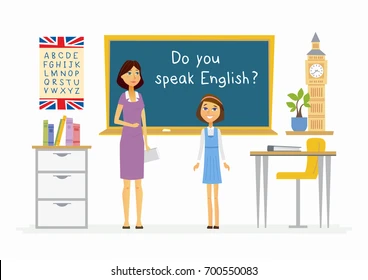 A B C D E F
G H I J K
L M N O P
Q R S T U
V W X Y Z
Do you
speak English?
shutterstock.com • 700550083